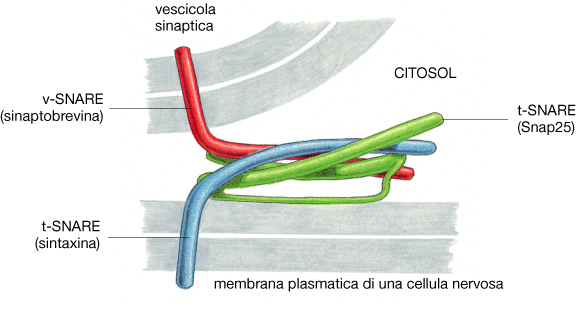 vescicola
sinaptica
CITOSOL
v-SNARE
(sinaptobrevina)
t-SNARE
(Snap25)
t-SNARE
(sintaxina)
membrana plasmatica di una cellula nervosa